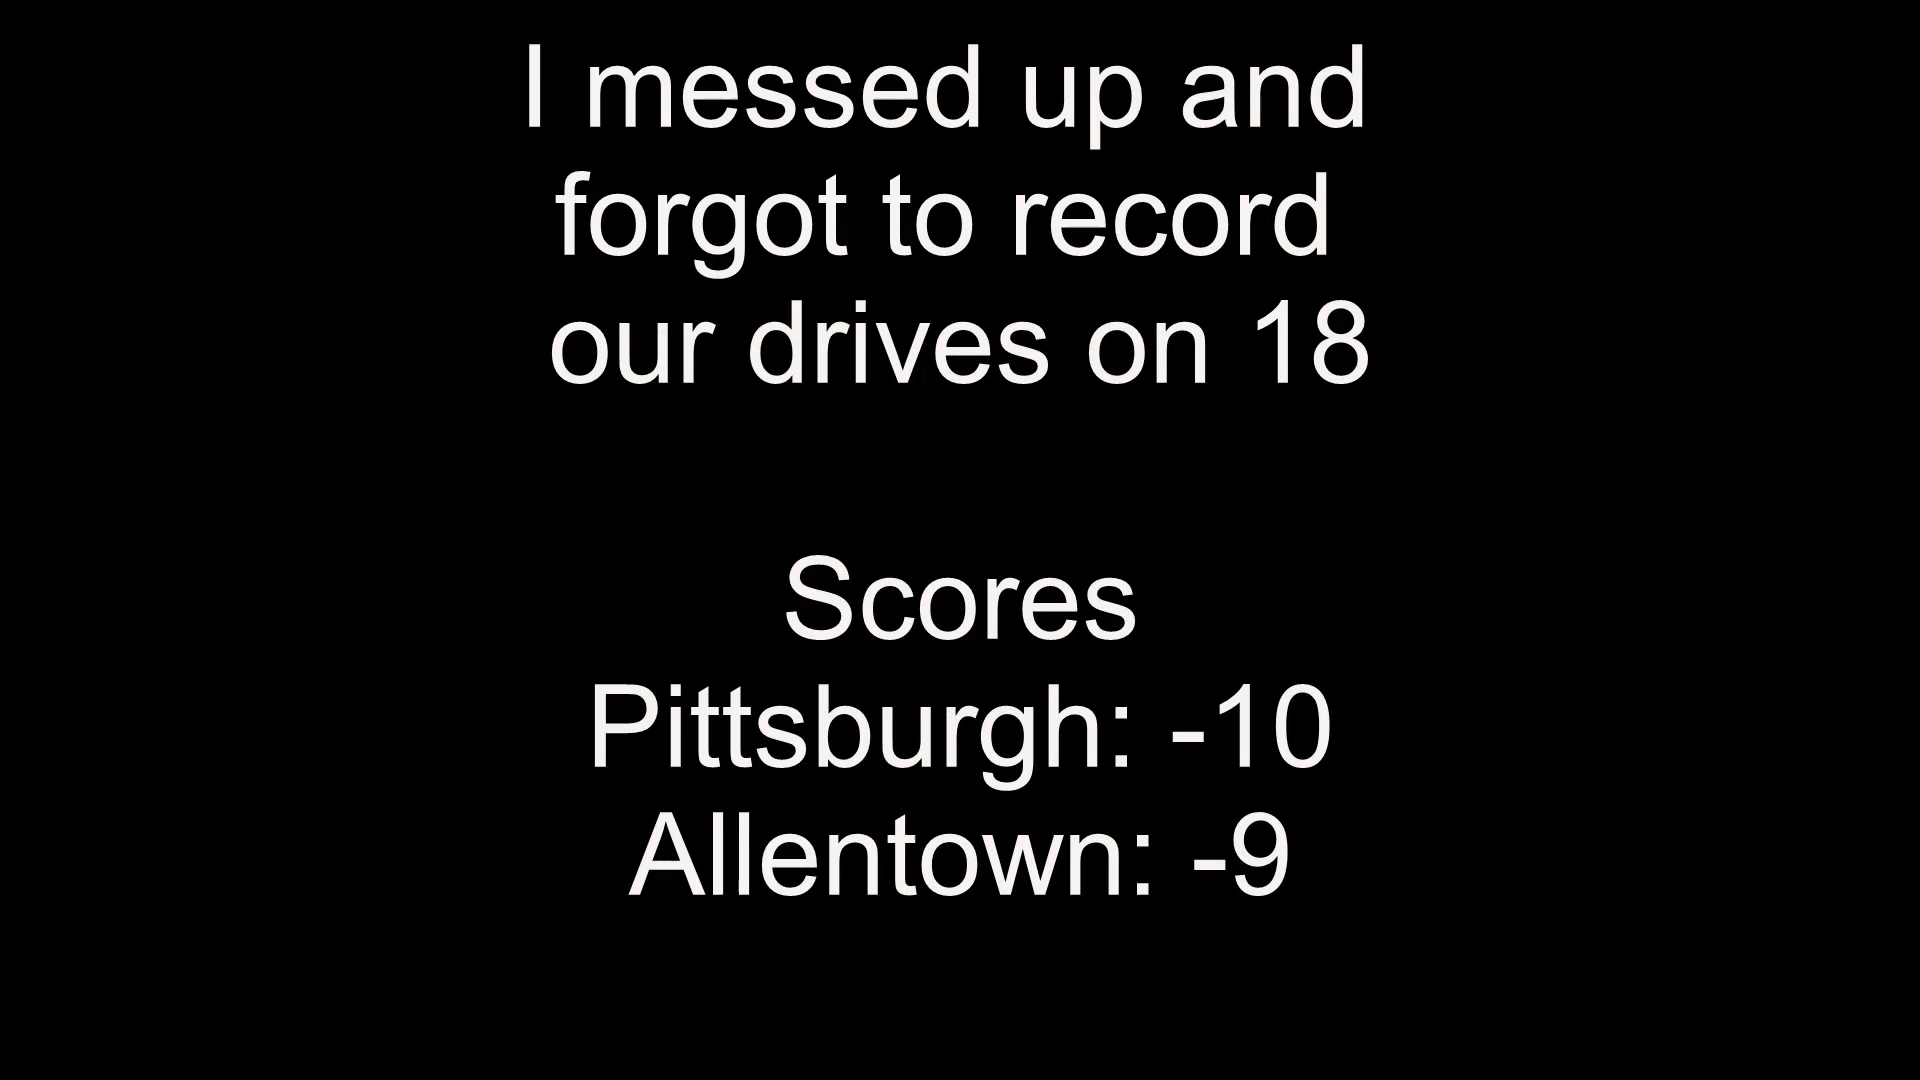 I messed up and
forgot to record
our drives on 18
Scores
Pittsburgh: -10
Allentown: -9